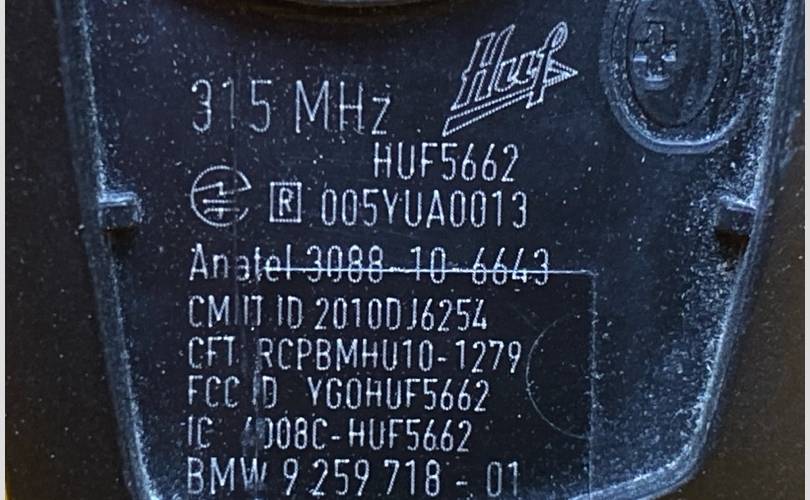 Huf
315 MHz
HUF5662
R 005YUA0013
Anatel 3088-10-6643
CMIIT ID 2010DJ6254
CFT RCPBMHU10-1279
FCC ID YGOHUF5662
IC 4008C-HUF5662
BMW 9 259 718 - 01